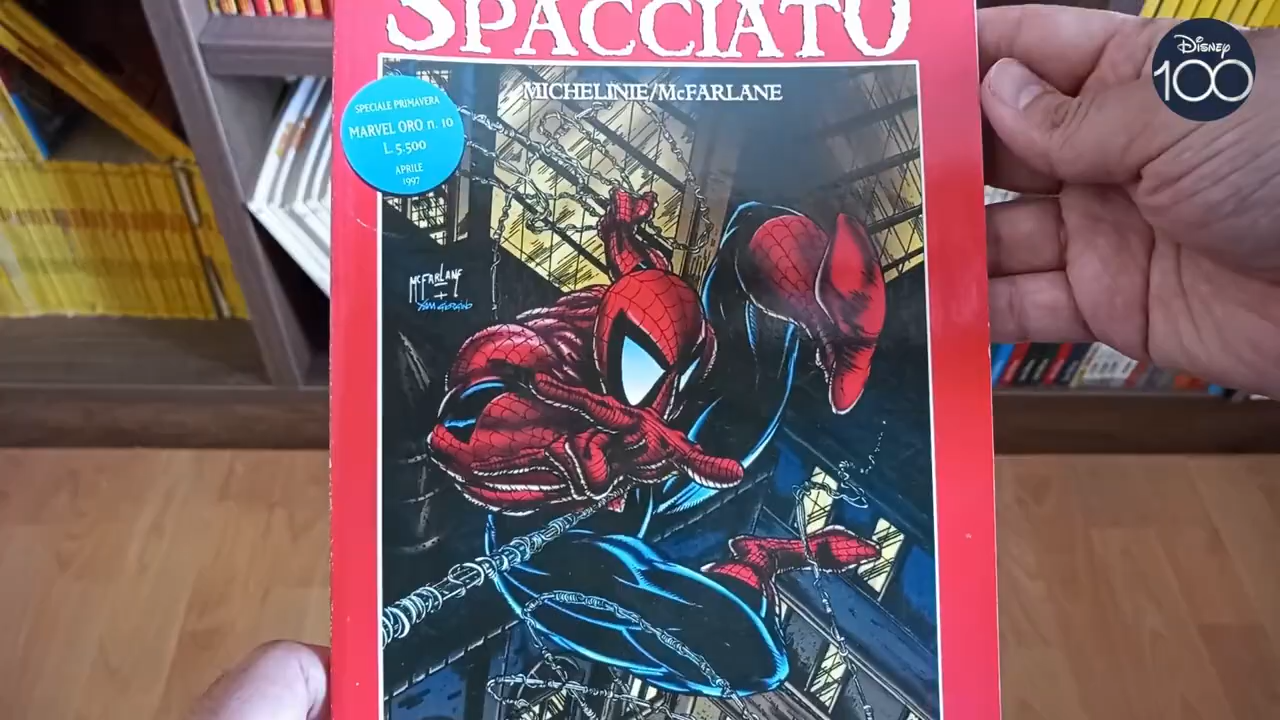 SPACCIATO
MICHELINIE/McFARLANE
SPECIALE PRIMAVERA
MARVEL ORO n. 10
L. 5.500
APRILE
1997
McFARLANE
+
DISNEY
100